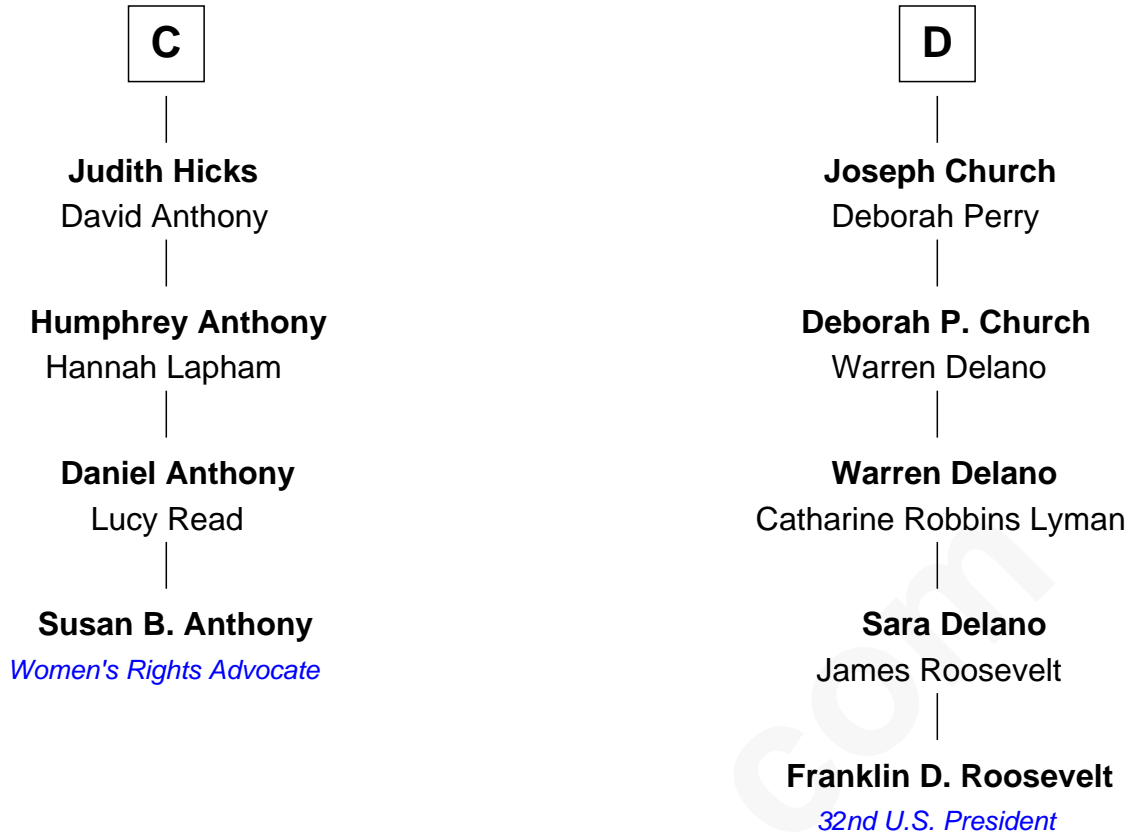 C
Judith Hicks
David Anthony
Humphrey Anthony
Hannah Lapham
Daniel Anthony
Lucy Read
Susan B. Anthony
Women's Rights Advocate
D
Joseph Church
Deborah Perry
Deborah P. Church
Warren Delano
Warren Delano
Catharine Robbins Lyman
Sara Delano
James Roosevelt
Franklin D. Roosevelt
32nd U.S. President
com